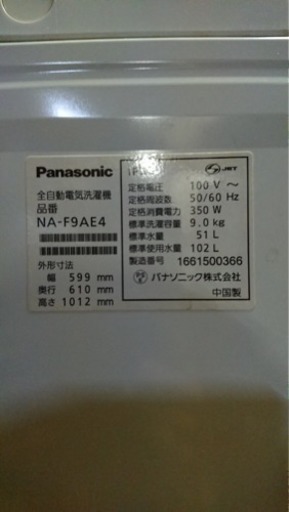 Panasonic
全自動電気洗濯機
品番
NA-F9AE4
外形寸法
幅 599 mm
奥行 610 mm
高さ 1012 mm
JET
定格電圧 100 V ～
定格周波数 50/60 Hz
定格消費電力 350 W
標準洗濯容量 9.0 kg
標準水量 51 L
標準使用水量 102 L
製造番号 1661500366
パナソニック株式会社
中国製